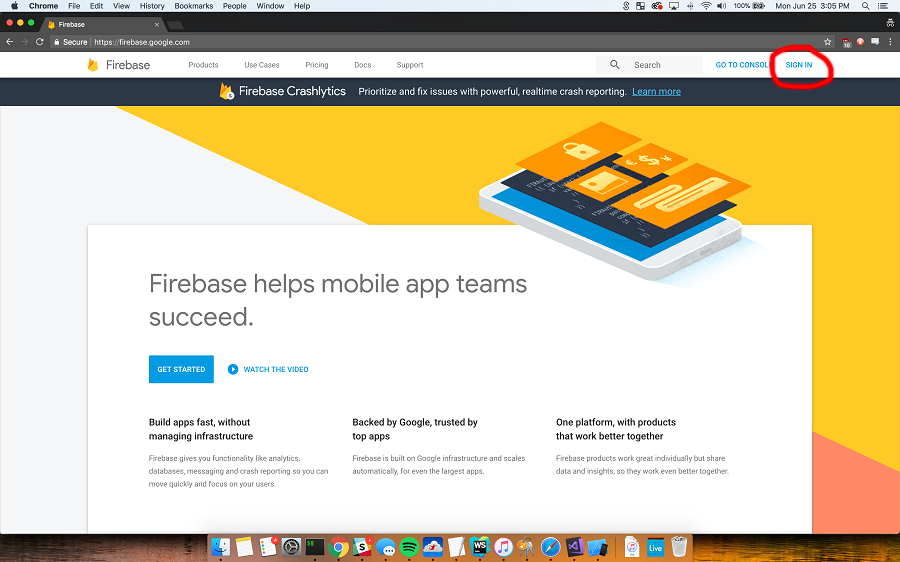 Chrome File Edit View History Bookmarks People Window Help 100% Mon Jun 25 3:05 PM
Firebase
Secure https://firebase.google.com 10
Firebase Products Use Cases Pricing Docs Support Search GO TO CONSOL SIGN IN
Firebase Crashlytics Prioritize and fix issues with powerful, realtime crash reporting. Learn more
Firebase helps mobile app teams
succeed.
GET STARTED WATCH THE VIDEO
Build apps fast, without
managing infrastructure
Firebase gives you functionality like analytics,
databases, messaging and crash reporting so you can
move quickly and focus on your users.
Backed by Google, trusted by
top apps
Firebase is built on Google infrastructure and scales
automatically, for even the largest apps.
One platform, with products
that work better together
Firebase products work great individually but share
data and insights, so they work even better together.
WS
Live